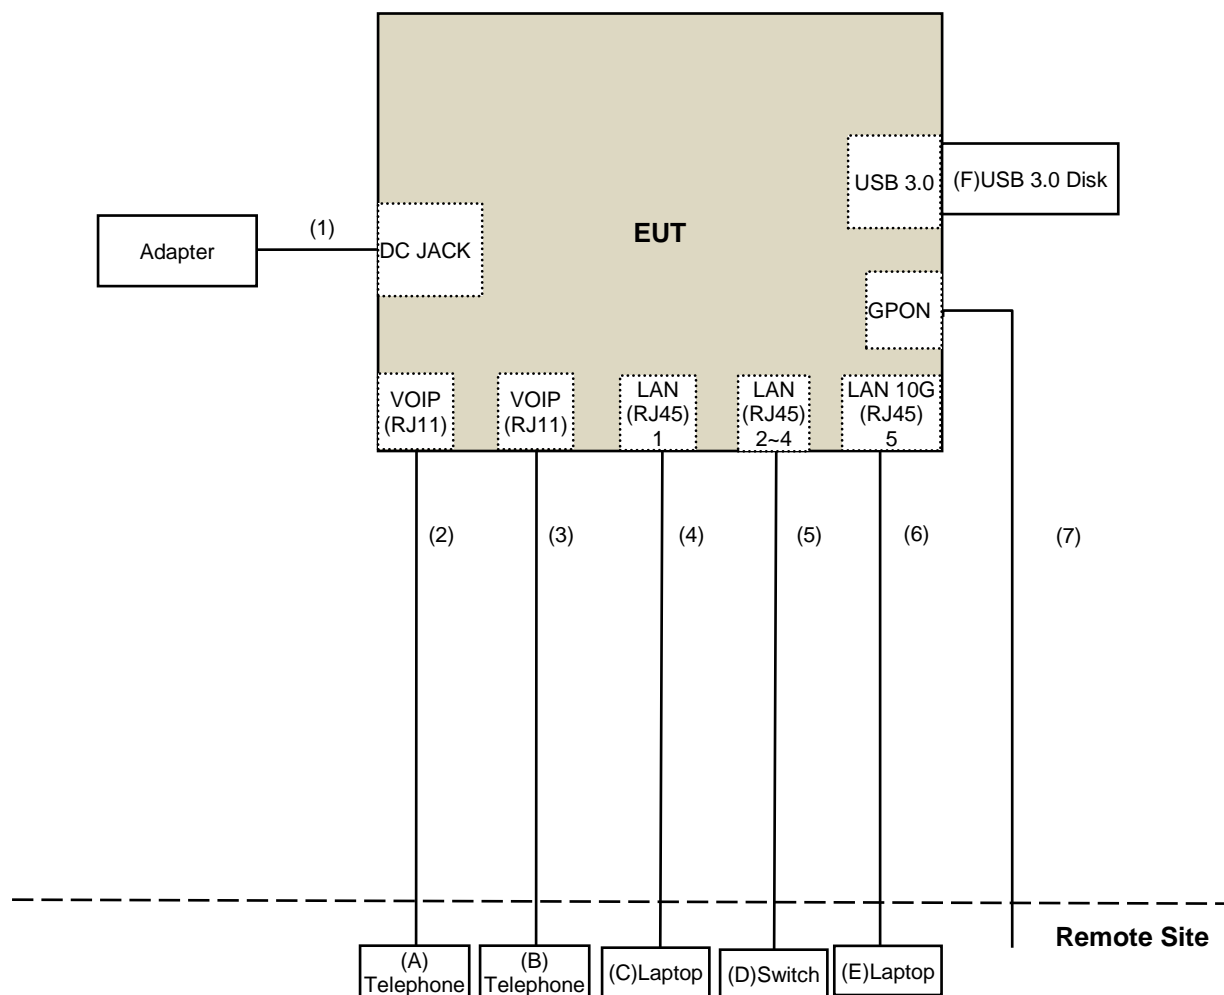 USB 3.0
(F)USB 3.0 Disk
(1)
EUT
Adapter
DC JACK
GPON
VOIP
(RJ11)
VOIP
(RJ11)
LAN
(RJ45)
1
LAN
(RJ45)
2~4
LAN 10G
(RJ45)
5
(2)
(3)
(4)
(5)
(6)
(7)
Remote Site
(A)
Telephone
(B)
Telephone
(C)Laptop
(D)Switch
(E)Laptop